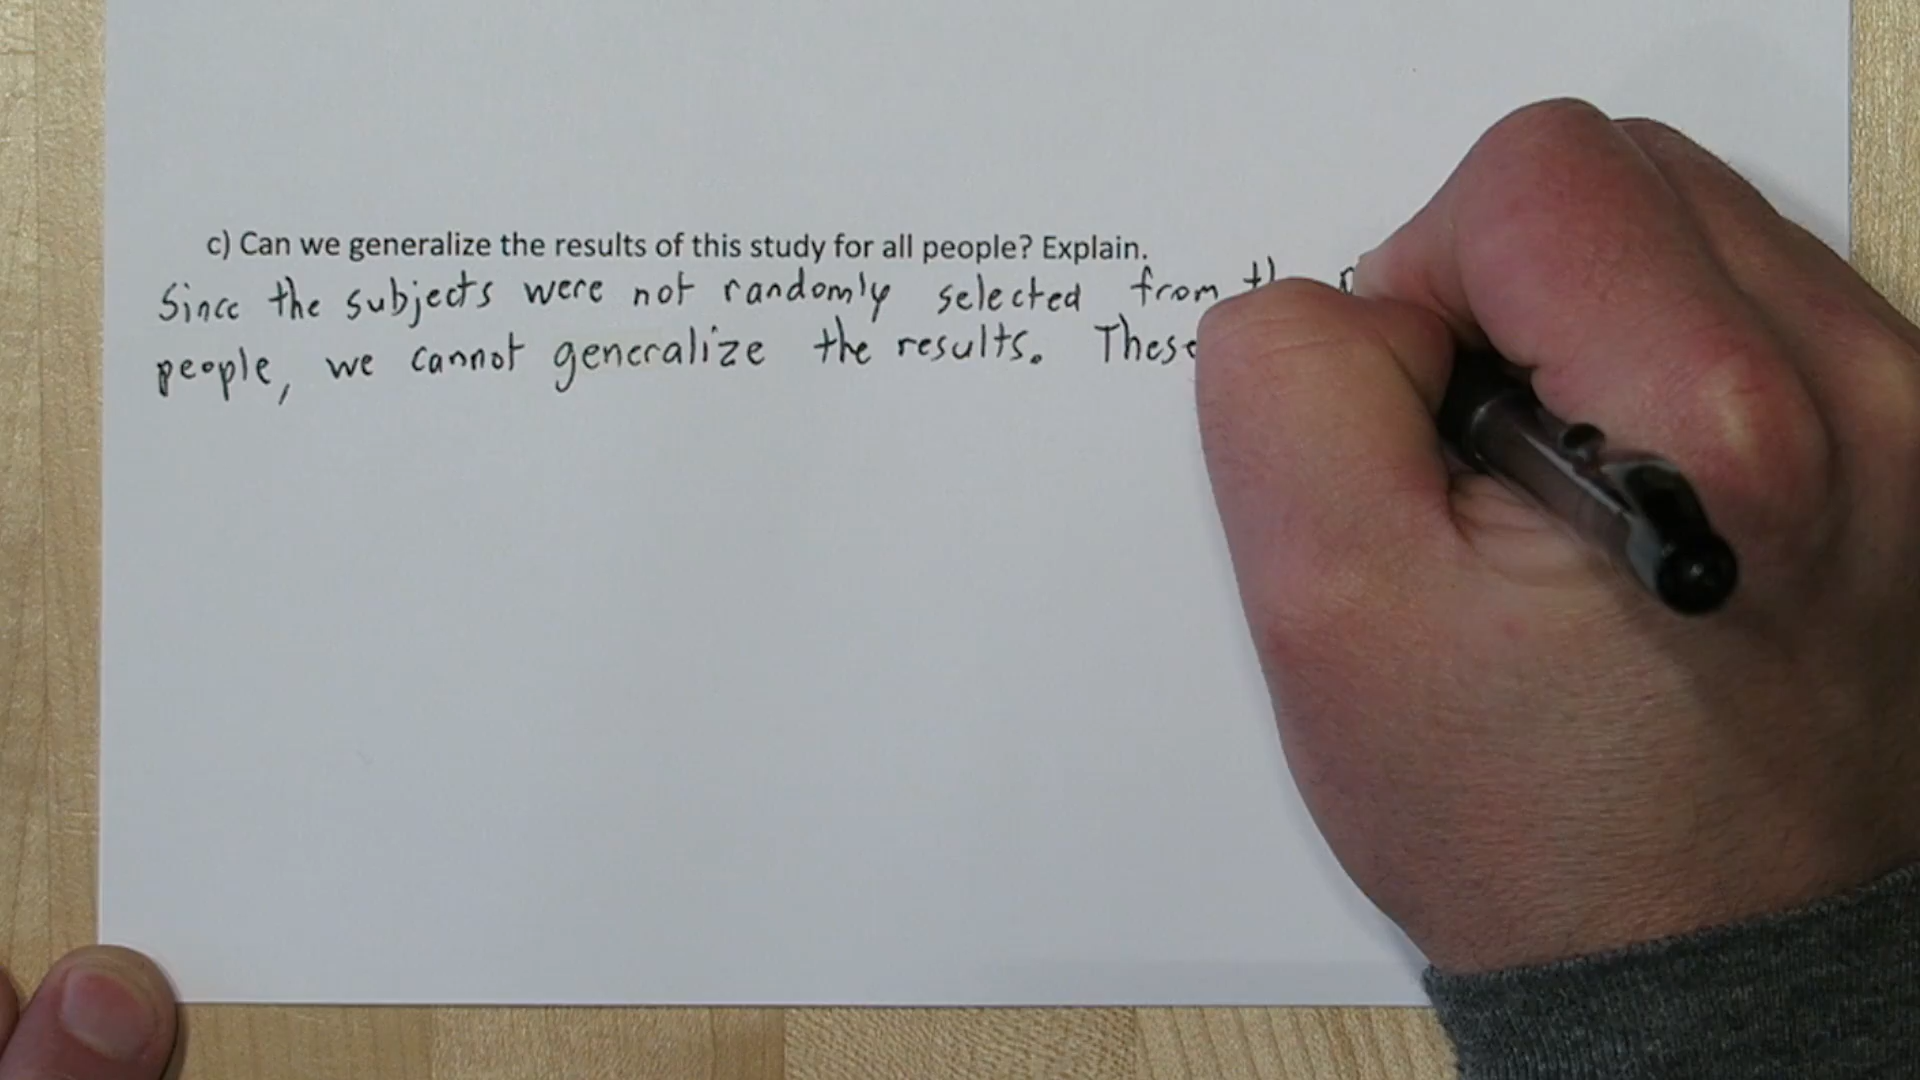 c) Can we generalize the results of this study for all people? Explain.
Since the subjects were not randomly selected from
people, we cannot generalize the results. These